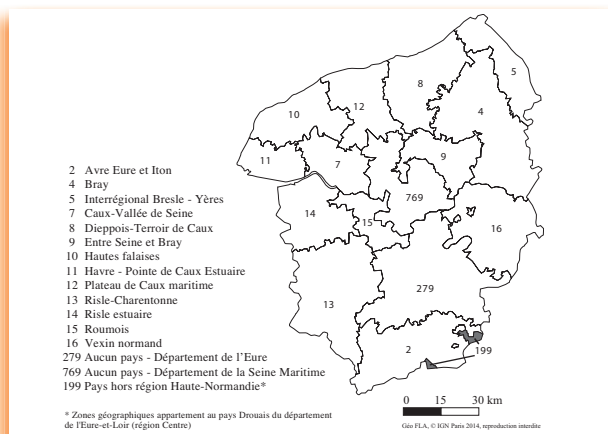 5
8
12
4
10
9
11
7
769
14
15
16
13
279
2
199
2 Avre Eure et Iton
4 Bray
5 Interrégional Bresle - Yères
7 Caux-Vallée de Seine
8 Dieppois-Terroir de Caux
9 Entre Seine et Bray
10 Hautes falaises
11 Havre - Pointe de Caux Estuaire
12 Plateau de Caux maritime
13 Risle-Charentonne
14 Risle estuaire
15 Roumois
16 Vexin normand
279 Aucun pays - Département de l'Eure
769 Aucun pays - Département de la Seine Maritime
199 Pays hors région Haute-Normandie*
* Zones géographiques appartement au pays Drouais du département
de l'Eure-et-Loir (région Centre)
0 15 30 km
Géo FLA, © IGN Paris 2014, reproduction interdite